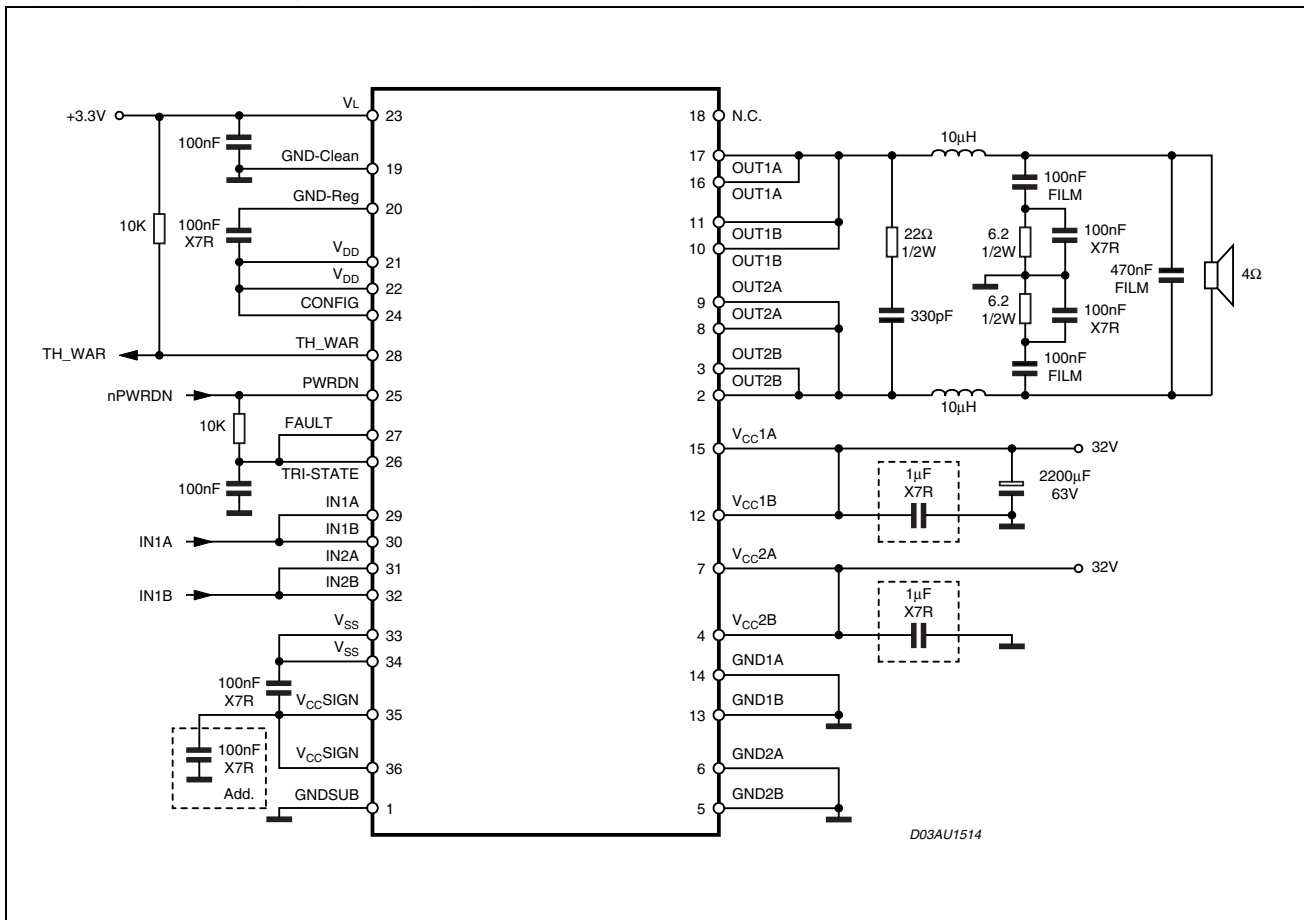 +3.3V
VL
23
100nF
GND-Clean
19
GND-Reg
20
10K
100nF
X7R
VDD
21
VDD
22
CONFIG
24
TH_WAR
TH_WAR
28
nPWRDN
PWRDN
25
10K
FAULT
27
TRI-STATE
26
100nF
IN1A
29
IN1A
IN1B
30
IN2A
31
IN1B
IN2B
32
VSS
33
VSS
34
100nF
X7R
VCCSIGN
35
100nF
X7R
Add.
VCCSIGN
36
GNDSUB
1
18
N.C.
17
OUT1A
16
OUT1A
11
OUT1B
10
OUT1B
OUT2A
9
OUT2A
8
OUT2B
3
OUT2B
2
10µH
22Ω
1/2W
330pF
10µH
100nF
FILM
6.2
1/2W
100nF
X7R
6.2
1/2W
100nF
X7R
100nF
FILM
470nF
FILM
4Ω
VCC1A
15
32V
1µF
X7R
2200µF
63V
VCC1B
12
VCC2A
7
32V
1µF
X7R
VCC2B
4
GND1A
14
GND1B
13
GND2A
6
GND2B
5
D03AU1514